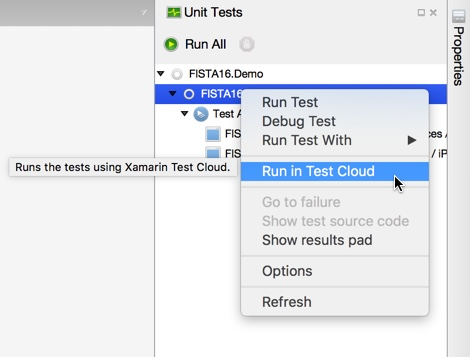 Unit Tests
Run All
FISTA16.Demo
FISTA16
Test A
FIS
FIS
/ iP
Run Test
Debug Test
Run Test With
Run in Test Cloud
Go to failure
Show test source code
Show results pad
Options
Refresh
Runs the tests using Xamarin Test Cloud.
Properties